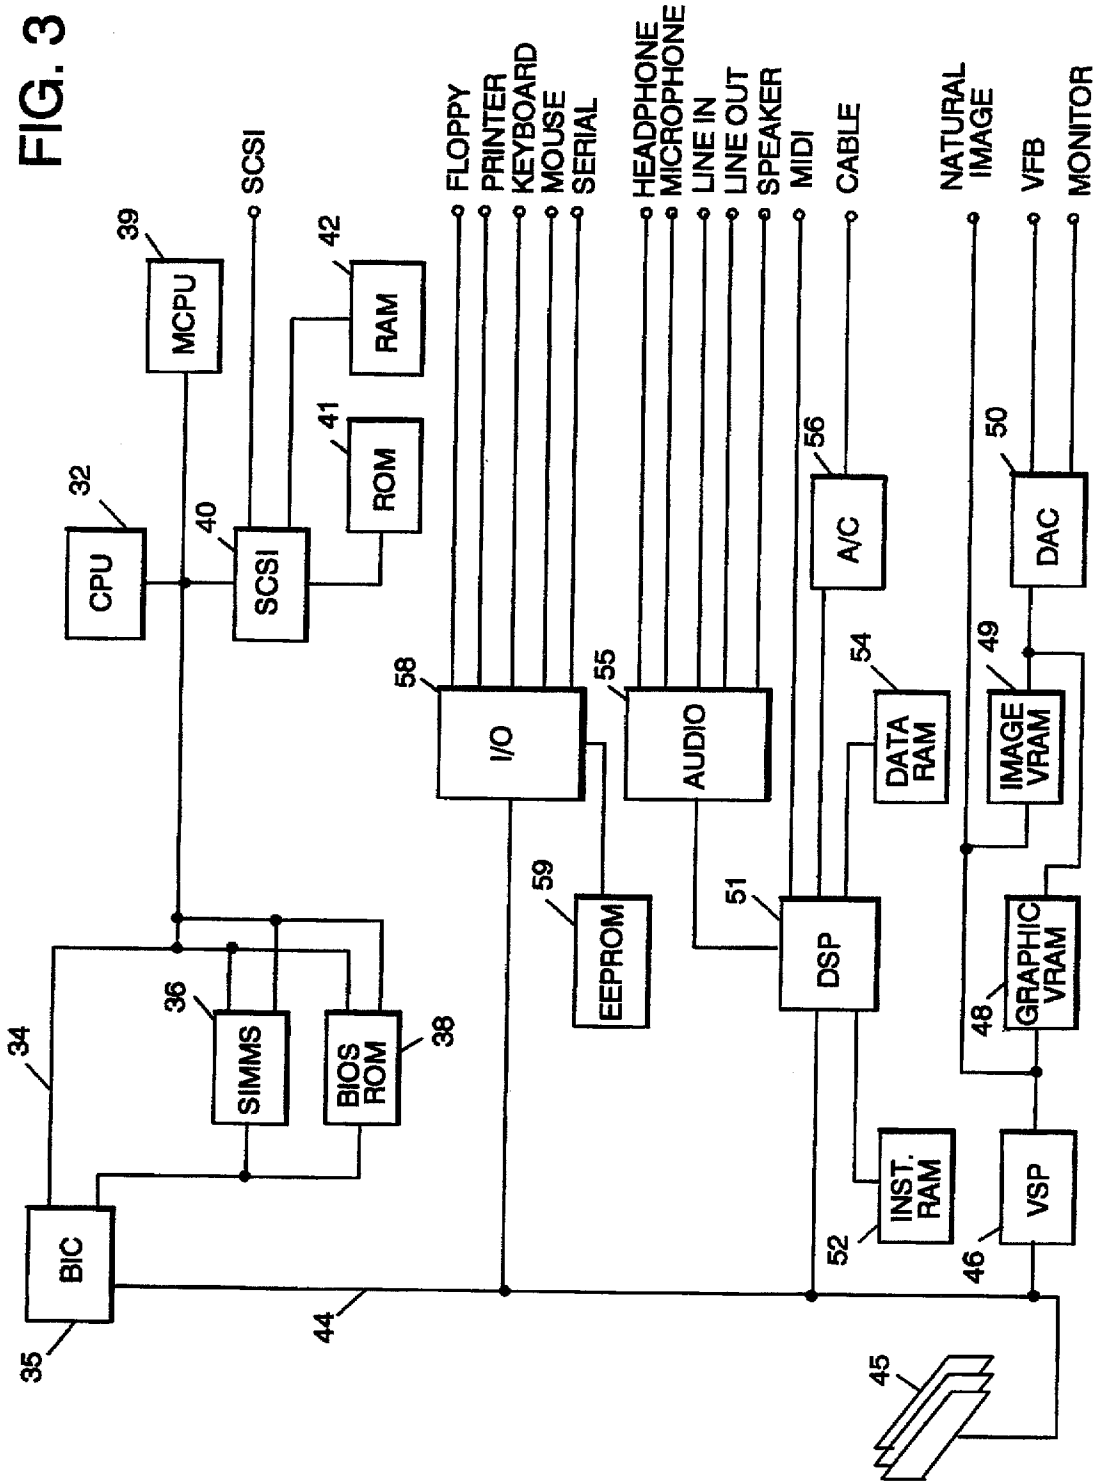 FIG. 3
39
MCPU
SCSI
32
CPU
40
SCSI
41
ROM
42
RAM
34
35
BIC
36
SIMMS
38
BIOS
ROM
44
58
I/O
FLOPPY
PRINTER
KEYBOARD
MOUSE
SERIAL
59
EEPROM
55
AUDIO
HEADPHONE
MICROPHONE
LINE IN
LINE OUT
SPEAKER
MIDI
51
DSP
56
A/C
CABLE
54
DATA
RAM
52
INST.
RAM
46
VSP
48
GRAPHIC
VRAM
49
IMAGE
VRAM
50
DAC
NATURAL
IMAGE
VFB
MONITOR
45